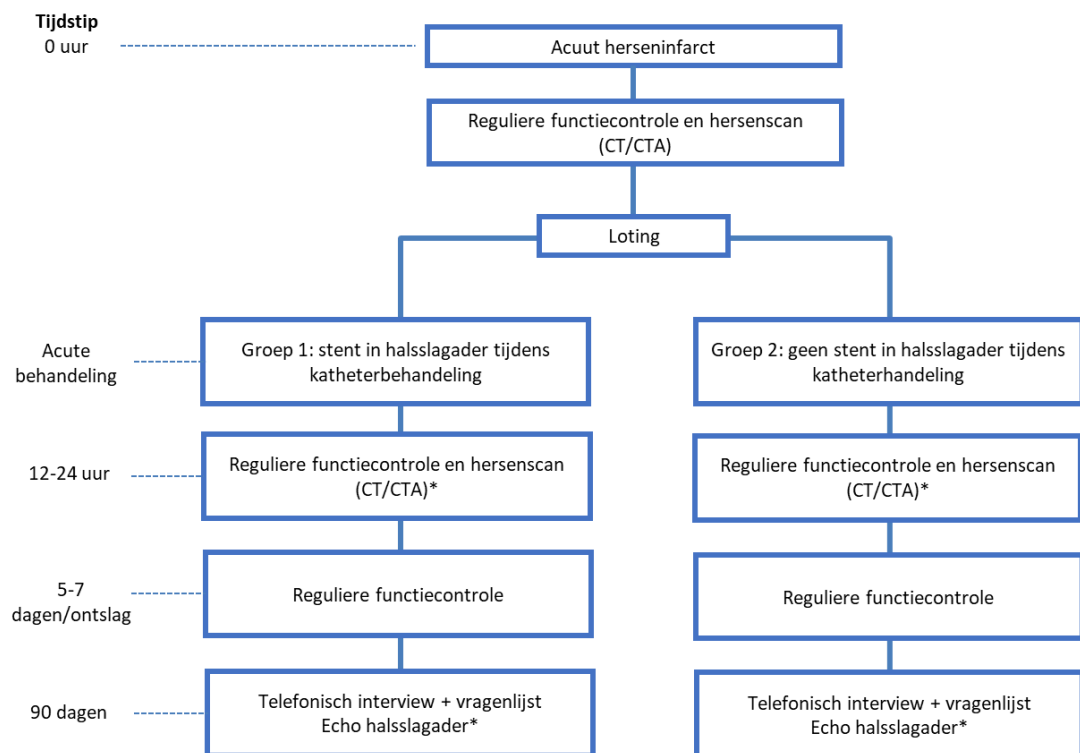 Tijdstip
0 uur
Acuut herseninfarct
Reguliere functiecontrole en hersenscan
(CT/CTA)
Loting
Acute
behandeling
Groep 1: stent in halsslagader tijdens
katheterbehandeling
Groep 2: geen stent in halsslagader tijdens
katheterhandeling
12-24 uur
Reguliere functiecontrole en hersenscan
(CT/CTA)*
Reguliere functiecontrole en hersenscan
(CT/CTA)*
5-7
dagen/ontslag
Reguliere functiecontrole
Reguliere functiecontrole
90 dagen
Telefonisch interview + vragenlijst
Echo halsslagader*
Telefonisch interview + vragenlijst
Echo halsslagader*